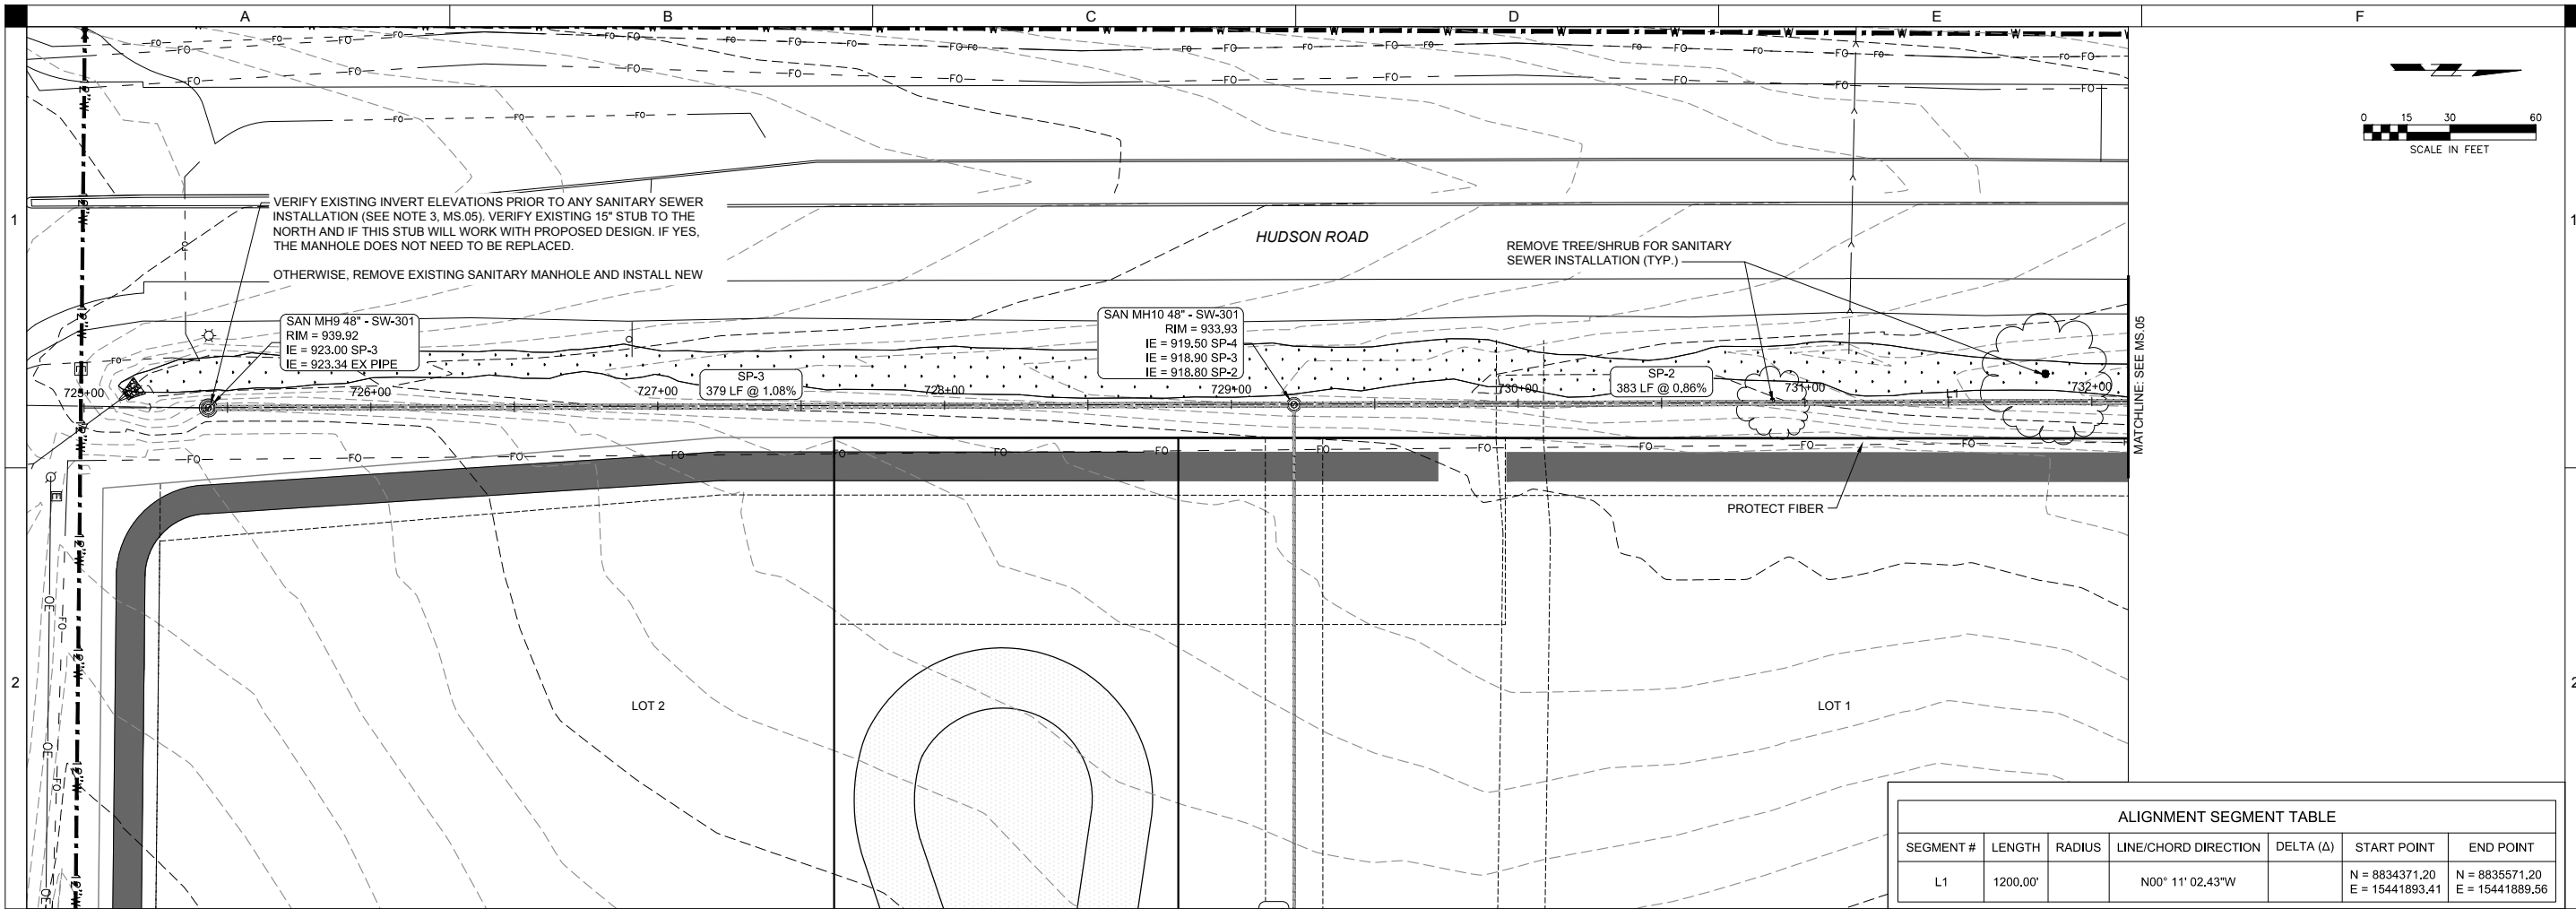 A B C D E F
0 15 30 60
SCALE IN FEET
1
1
VERIFY EXISTING INVERT ELEVATIONS PRIOR TO ANY SANITARY SEWER
INSTALLATION (SEE NOTE 3, MS.05). VERIFY EXISTING 15" STUB TO THE
NORTH AND IF THIS STUB WILL WORK WITH PROPOSED DESIGN. IF YES,
THE MANHOLE DOES NOT NEED TO BE REPLACED.
OTHERWISE, REMOVE EXISTING SANITARY MANHOLE AND INSTALL NEW
HUDSON ROAD
REMOVE TREE/SHRUB FOR SANITARY
SEWER INSTALLATION (TYP.)
SAN MH9 48" - SW-301
RIM = 939.92
IE = 923.00 SP-3
IE = 923.34 EX PIPE
SAN MH10 48" - SW-301
RIM = 933.93
IE = 919.50 SP-4
IE = 918.90 SP-3
IE = 918.80 SP-2
SP-3
379 LF @ 1.08%
SP-2
383 LF @ 0.86%
725+00 726+00 727+00 728+00 729+00 730+00 731+00 732+00
L1
MATCHLINE: SEE MS.05
PROTECT FIBER
2
2
LOT 2
LOT 1
ALIGNMENT SEGMENT TABLE
SEGMENT # LENGTH RADIUS LINE/CHORD DIRECTION DELTA (Δ) START POINT END POINT
L1 1200.00' N00° 11' 02.43"W N = 8834371.20 N = 8835571.20
E = 15441893.41 E = 15441889.56